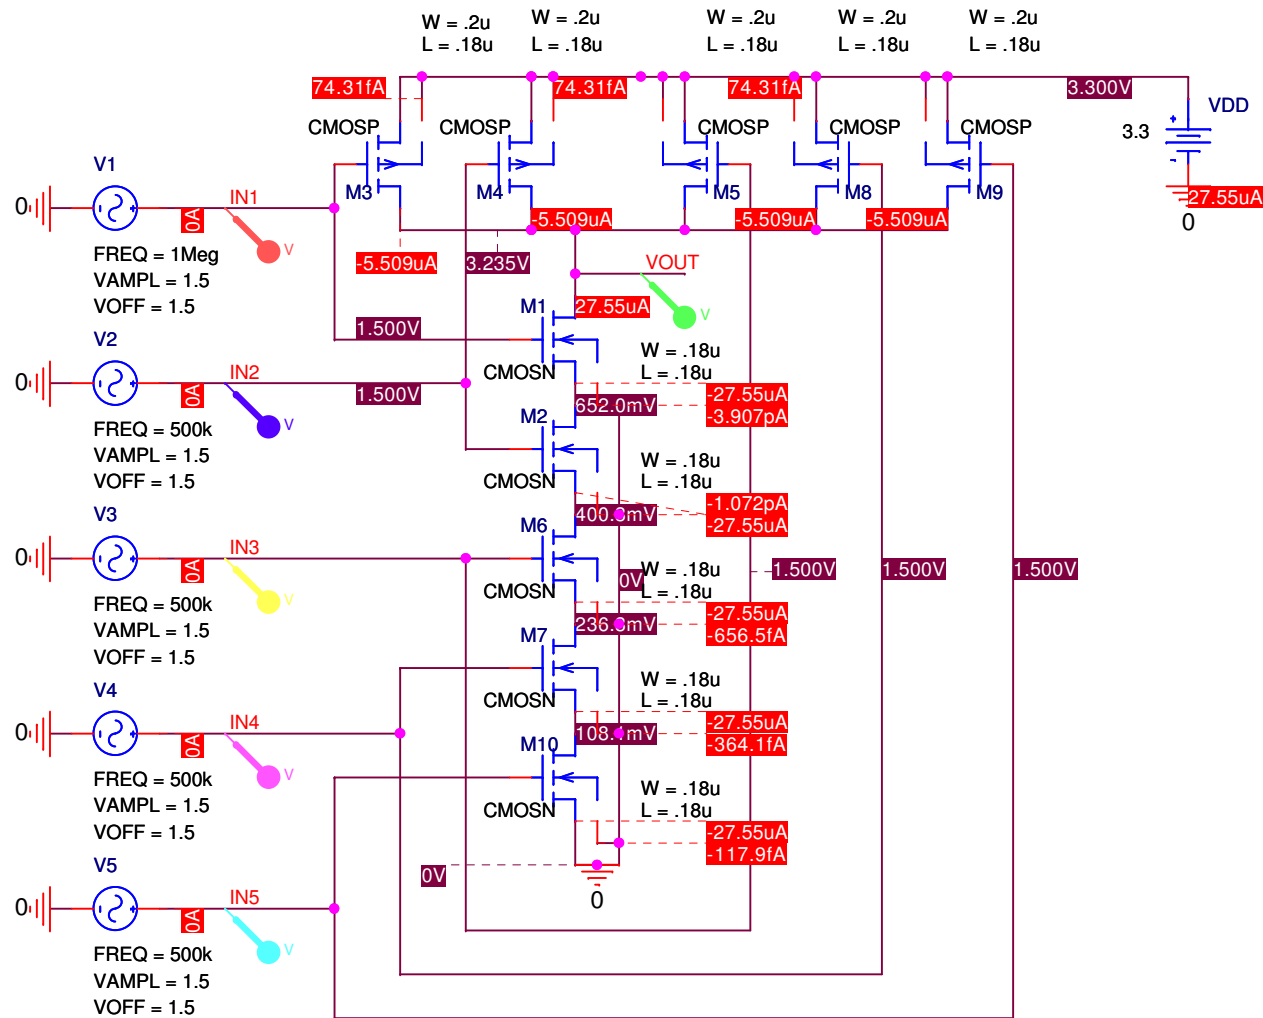 W = .2u
L = .18u
W = .2u
L = .18u
W = .2u
L = .18u
W = .2u
L = .18u
W = .2u
L = .18u
74.31fA
74.31fA
74.31fA
3.300V
VDD
3.3
27.55uA
0
CMOSP
CMOSP
CMOSP
CMOSP
CMOSP
M3
M4
M5
M8
M9
-5.509uA
-5.509uA
-5.509uA
-5.509uA
3.235V
VOUT
V
V1
0
0A
IN1
V
FREQ = 1Meg
VAMPL = 1.5
VOFF = 1.5
1.500V
M1
27.55uA
CMOSN
W = .18u
L = .18u
-27.55uA
-3.907pA
652.0mV
V2
0
0A
IN2
V
FREQ = 500k
VAMPL = 1.5
VOFF = 1.5
1.500V
M2
CMOSN
W = .18u
L = .18u
-1.072pA
-27.55uA
V3
0
0A
IN3
V
FREQ = 500k
VAMPL = 1.5
VOFF = 1.5
M6
CMOSN
0V
W = .18u
L = .18u
1.500V
1.500V
1.500V
-27.55uA
-656.5fA
V4
0
0A
IN4
V
FREQ = 500k
VAMPL = 1.5
VOFF = 1.5
M7
CMOSN
W = .18u
L = .18u
-27.55uA
-364.1fA
M10
CMOSN
W = .18u
L = .18u
-27.55uA
-117.9fA
0V
0
V5
0
0A
IN5
V
FREQ = 500k
VAMPL = 1.5
VOFF = 1.5